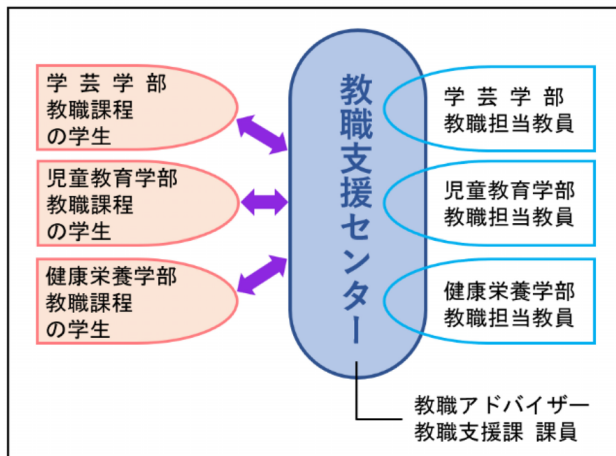 学 芸 学 部
教職課程
の学生
児童教育学部
教職課程
の学生
健康栄養学部
教職課程
の学生
教職支援センター
学 芸 学 部
教職担当教員
児童教育学部
教職担当教員
健康栄養学部
教職担当教員
教職アドバイザー
教職支援課 課員